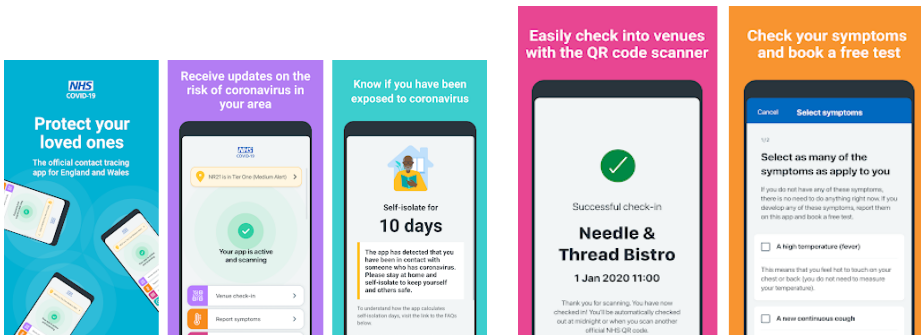 NHS
COVID-19
Protect your
loved ones
The official contact tracing
app for England and Wales
Receive updates on the
risk of coronavirus in
your area
NHS
COVID-19
NR21 is in Tier One (Medium Alert)
Your app is active
and scanning
Venue check-in
Report symptoms
Know if you have been
exposed to coronavirus
Self-isolate for
10 days
The app has detected that you
have been in contact with
someone who has coronavirus.
Please stay at home and
self-isolate to keep yourself
and others safe.
To understand how the app calculates
self-isolation days, visit the link to the FAQs
below.
Easily check into venues
with the QR code scanner
Successful check-in
Needle &
Thread Bistro
1 Jan 2020 11:00
Thank you for scanning. You have now
checked in! You'll be automatically checked
out at midnight or when you scan another
official NHS QR code.
Check your symptoms
and book a free test
Cancel Select symptoms
1/2
Select as many of the
symptoms as apply to you
If you do not have any of these symptoms,
there is no need to do anything right now. If you
develop any of these symptoms, report them
on this app and book a free test.
A high temperature (fever)
This means that you feel hot to touch on your
chest or back (you do not need to measure
your temperature).
A new continuous cough